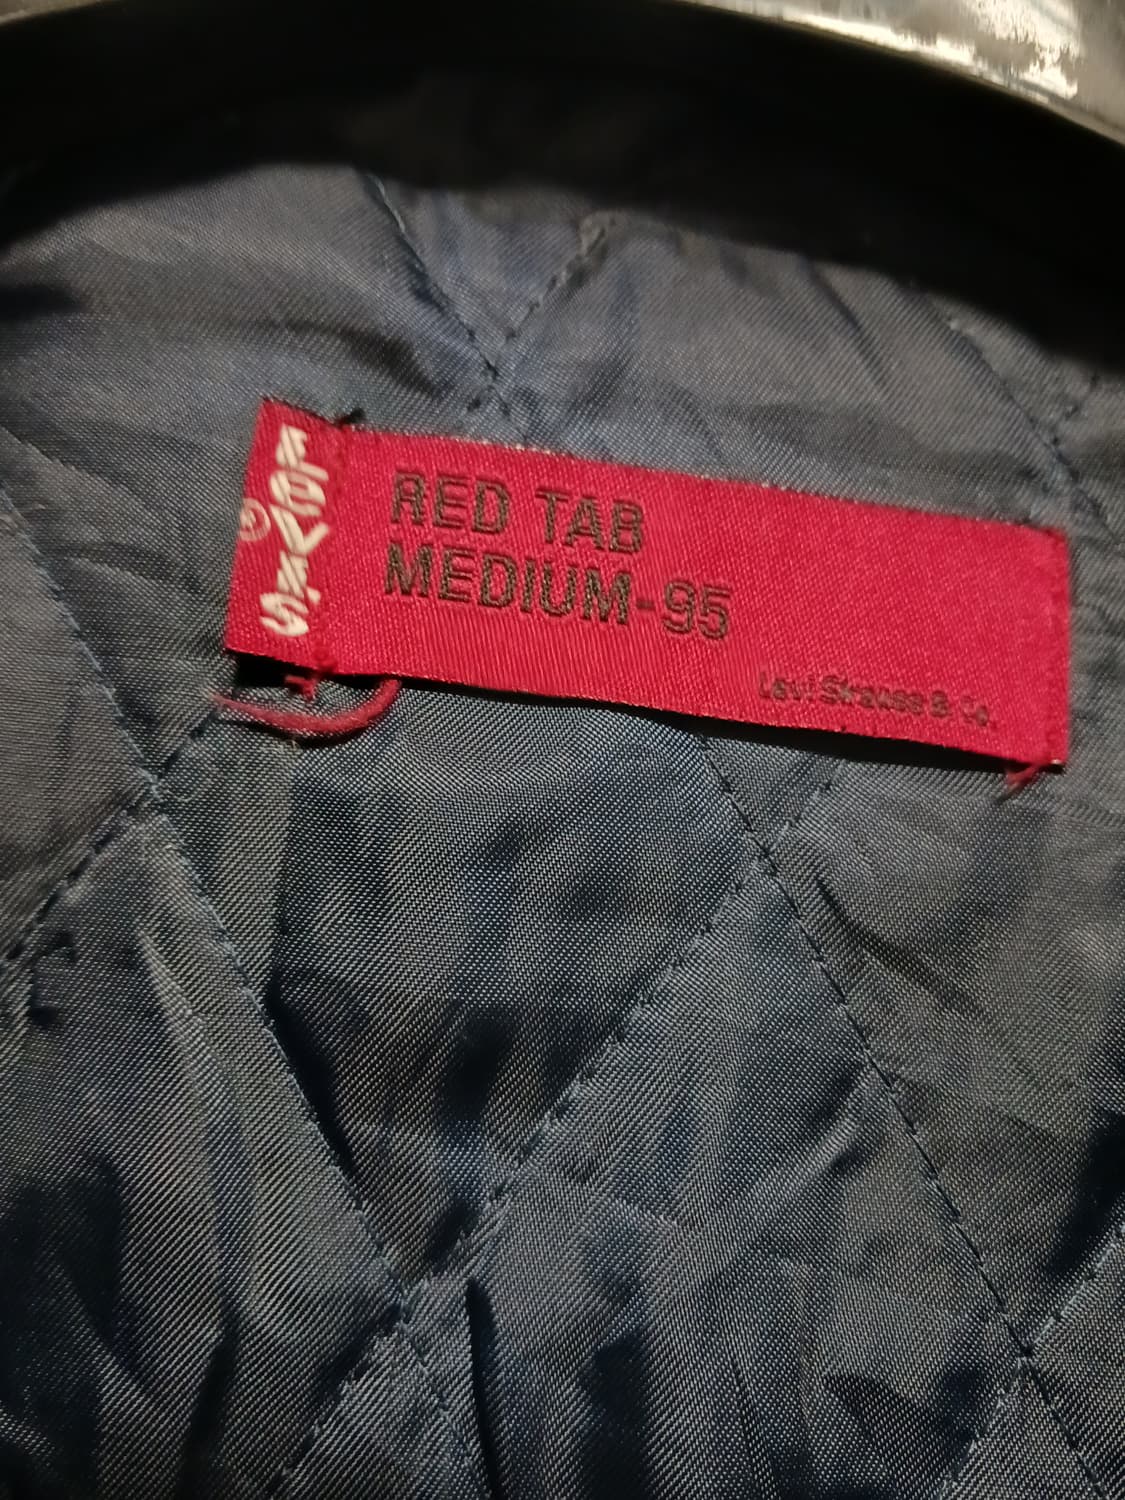 LEVI'S
®
RED TAB
MEDIUM-95
Levi Strauss & Co.